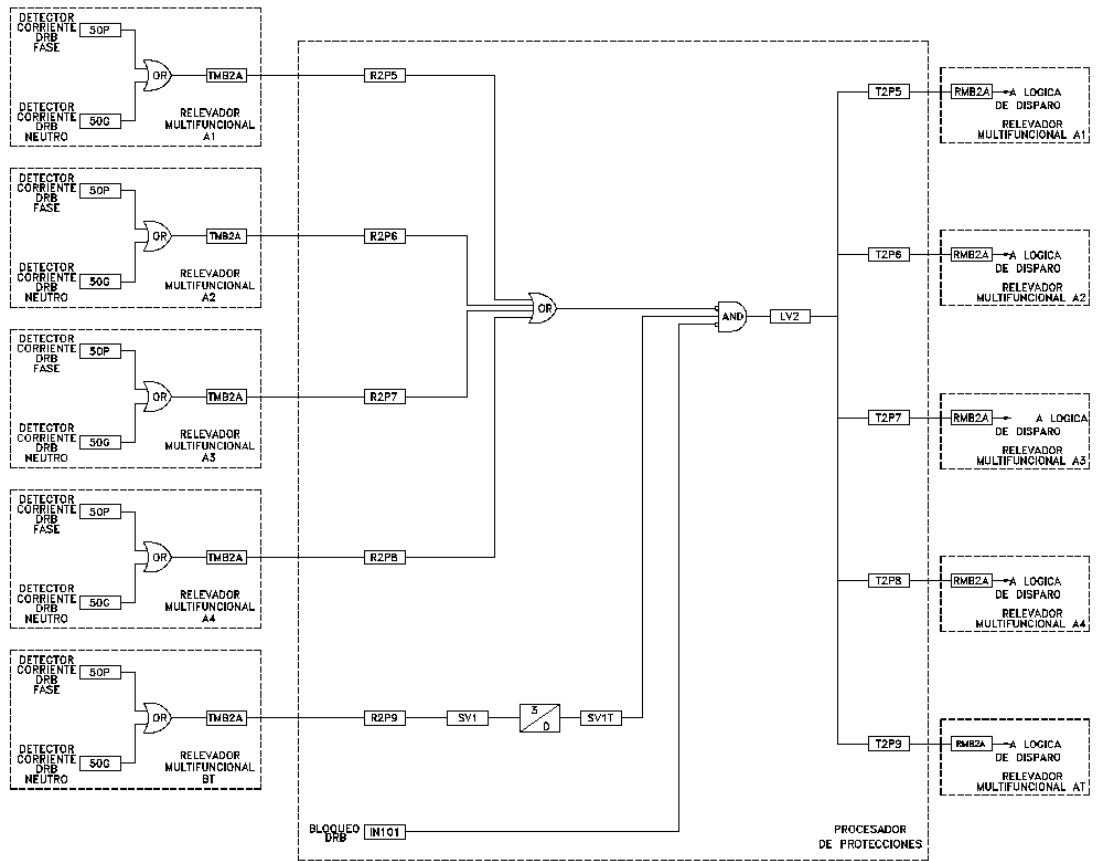 DETECTOR
CORRIENTE
DRB
FASE
50P
OR
TMB2A
DETECTOR
CORRIENTE
DRB
NEUTRO
50G
RELEVADOR
MULTIFUNCIONAL
A1
R2P5
T2P5
RMB2A
A LOGICA
DE DISPARO
RELEVADOR
MULTIFUNCIONAL A1
DETECTOR
CORRIENTE
DRB
FASE
50P
OR
TMB2A
DETECTOR
CORRIENTE
DRB
NEUTRO
50G
RELEVADOR
MULTIFUNCIONAL
A2
R2P6
T2P6
RMB2A
A LOGICA
DE DISPARO
RELEVADOR
MULTIFUNCIONAL A2
OR
AND
LV2
DETECTOR
CORRIENTE
DRB
FASE
50P
OR
TMB2A
DETECTOR
CORRIENTE
DRB
NEUTRO
50G
RELEVADOR
MULTIFUNCIONAL
A3
R2P7
T2P7
RMB2A
A LOGICA
DE DISPARO
RELEVADOR
MULTIFUNCIONAL A3
DETECTOR
CORRIENTE
DRB
FASE
50P
OR
TMB2A
DETECTOR
CORRIENTE
DRB
NEUTRO
50G
RELEVADOR
MULTIFUNCIONAL
A4
R2P8
T2P8
RMB2A
A LOGICA
DE DISPARO
RELEVADOR
MULTIFUNCIONAL A4
DETECTOR
CORRIENTE
DRB
FASE
50P
OR
TMB2A
DETECTOR
CORRIENTE
DRB
NEUTRO
50G
RELEVADOR
MULTIFUNCIONAL
BT
R2P9
SV1
3
0
SV1T
T2P9
RMB2A
A LOGICA
DE DISPARO
RELEVADOR
MULTIFUNCIONAL AT
BLOQUEO
DRB
IN101
PROCESADOR
DE PROTECCIONES